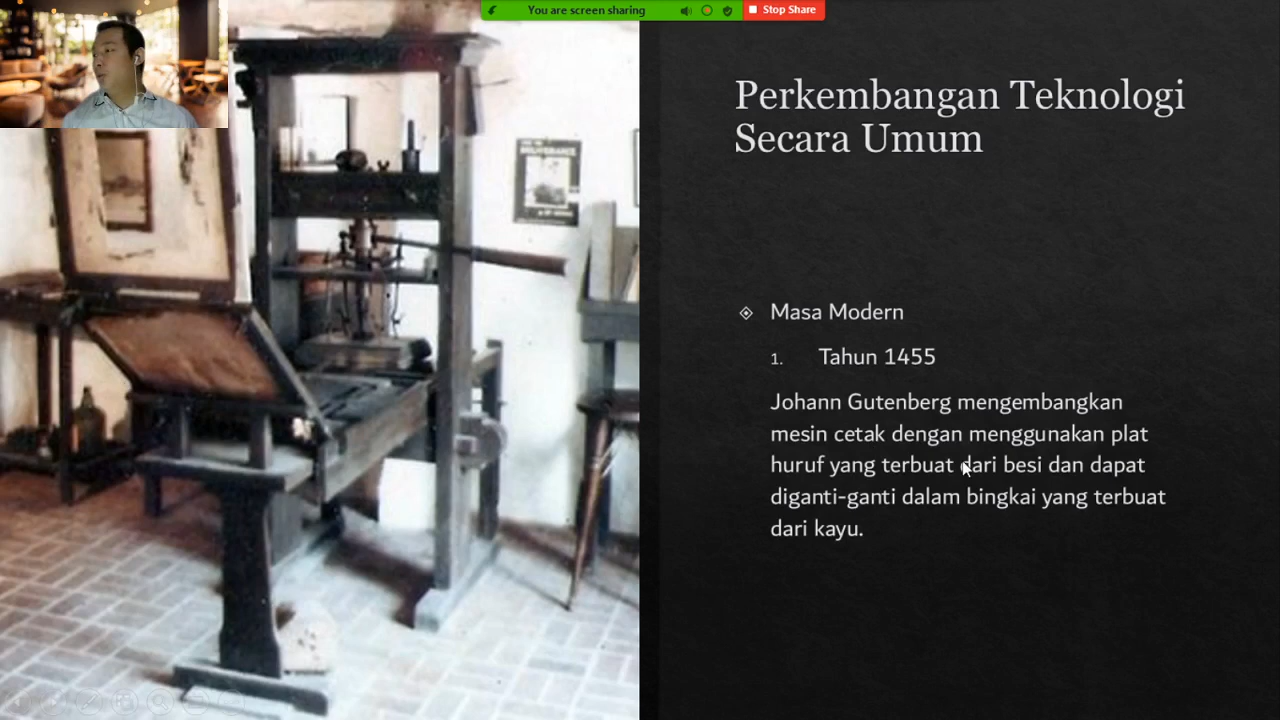 You are screen sharing
Stop Share
Perkembangan Teknologi
Secara Umum
Masa Modern
1. Tahun 1455
Johann Gutenberg mengembangkan
mesin cetak dengan menggunakan plat
huruf yang terbuat dari besi dan dapat
diganti-ganti dalam bingkai yang terbuat
dari kayu.